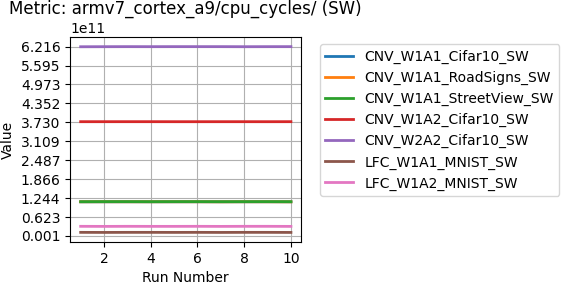 Metric: armv7_cortex_a9/cpu_cycles/ (SW)
1e11
6.216
5.595
4.973
4.352
3.730
3.109
2.487
1.866
1.244
0.623
0.001
Value
2 4 6 8 10
Run Number
CNV_W1A1_Cifar10_SW
CNV_W1A1_RoadSigns_SW
CNV_W1A1_StreetView_SW
CNV_W1A2_Cifar10_SW
CNV_W2A2_Cifar10_SW
LFC_W1A1_MNIST_SW
LFC_W1A2_MNIST_SW